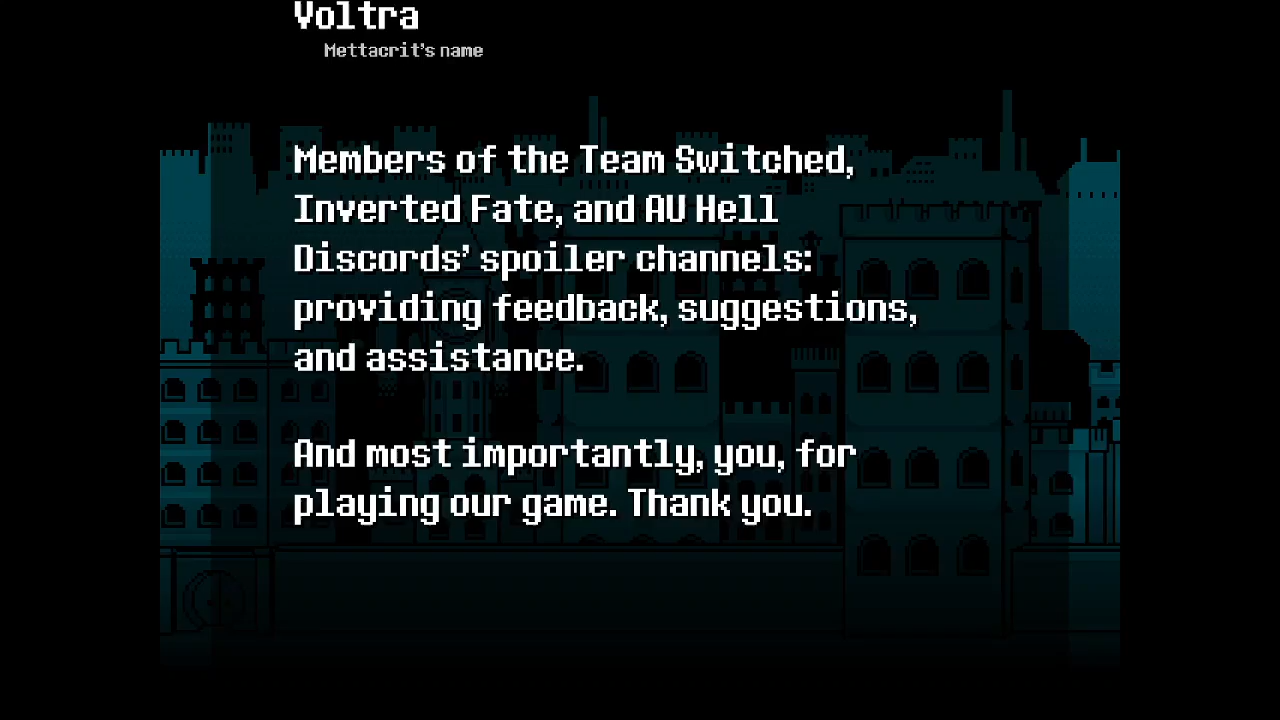 Voltra
Mettacrit's name
Members of the Team Switched,
Inverted Fate, and AU Hell
Discords' spoiler channels:
providing feedback, suggestions,
and assistance.
And most importantly, you, for
playing our game. Thank you.